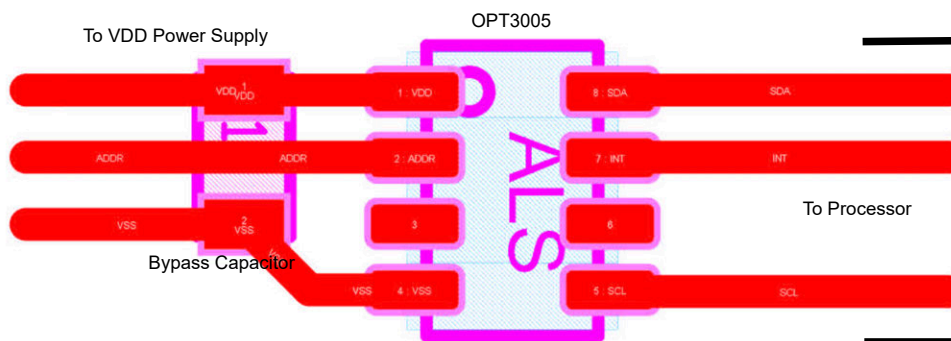 OPT3005
To VDD Power Supply
VDD
1
VDD
1 : VDD
8 : SDA
SDA
1
ADDR
ADDR
2 : ADDR
7 : INT
INT
ALS
VSS
2
VSS
3
6
To Processor
Bypass Capacitor
VSS
4 : VSS
5 : SCL
SCL